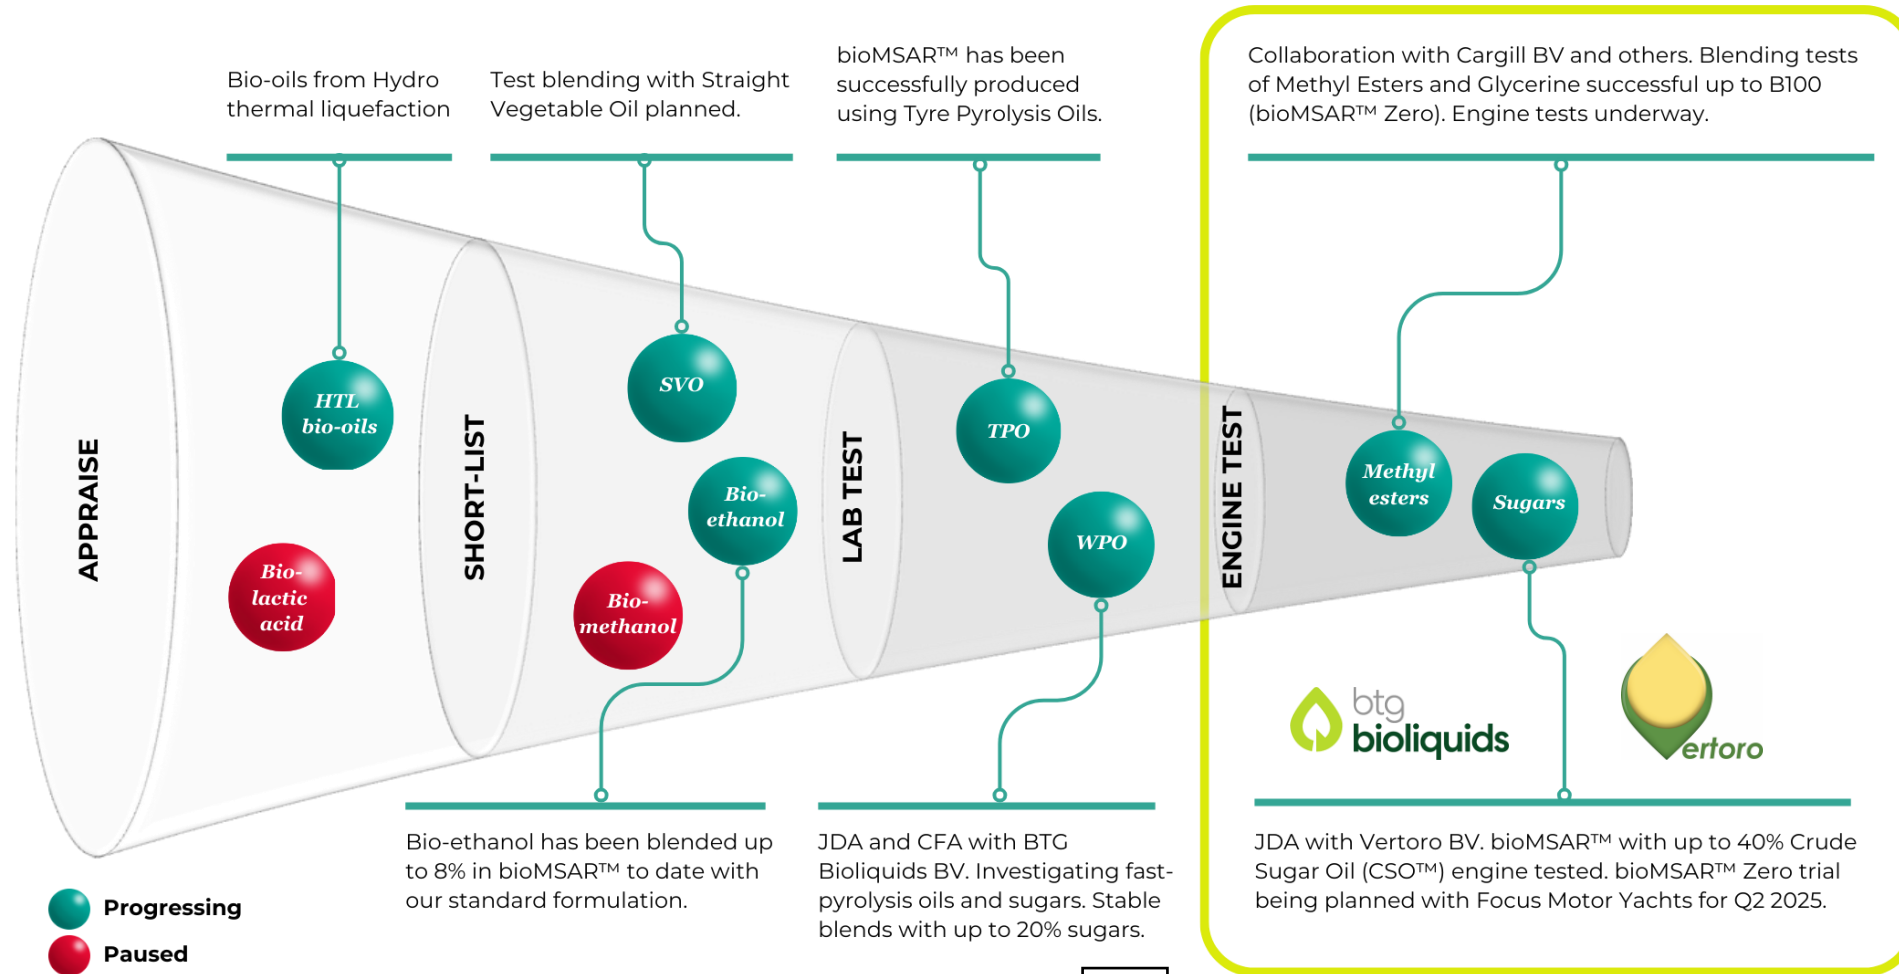 Bio-oils from Hydro
thermal liquefaction
Test blending with Straight
Vegetable Oil planned.
bioMSAR™ has been
successfully produced
using Tyre Pyrolysis Oils.
Collaboration with Cargill BV and others. Blending tests
of Methyl Esters and Glycerine successful up to B100
(bioMSAR™ Zero). Engine tests underway.
APPRAISE
HTL
bio-oils
Bio-
lactic
acid
SHORT-LIST
SVO
Bio-
ethanol
Bio-
methanol
LAB TEST
TPO
WPO
ENGINE TEST
Methyl
esters
Sugars
btg
bioliquids
ertoro
Bio-ethanol has been blended up
to 8% in bioMSAR™ to date with
our standard formulation.
JDA and CFA with BTG
Bioliquids BV. Investigating fast-
pyrolysis oils and sugars. Stable
blends with up to 20% sugars.
JDA with Vertoro BV. bioMSAR™ with up to 40% Crude
Sugar Oil (CSO™) engine tested. bioMSAR™ Zero trial
being planned with Focus Motor Yachts for Q2 2025.
Progressing
Paused